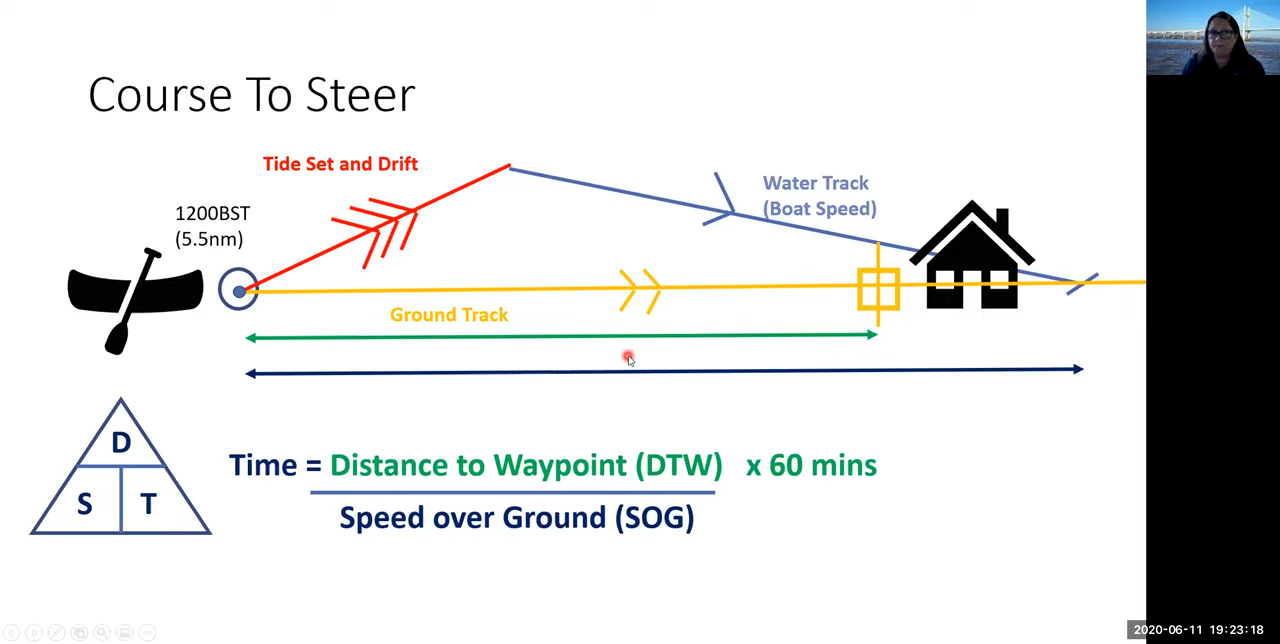 Course To Steer
Tide Set and Drift
1200BST
(5.5nm)
Water Track
(Boat Speed)
Ground Track
D
S T
Time = Distance to Waypoint (DTW) x 60 mins
Speed over Ground (SOG)
2020-06-11 19:23:18